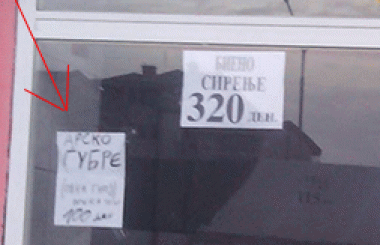 БИЕНО
СИРЕЊЕ
320 ДЕН.
АРСКО
ЃУБРЕ
100 ден